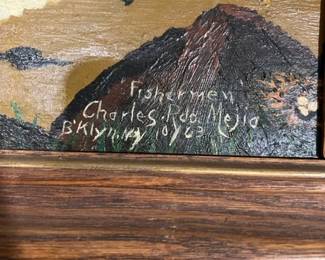 Fishermen
Charles. Rdo. Mejia
B'Klyn. NY 10/63